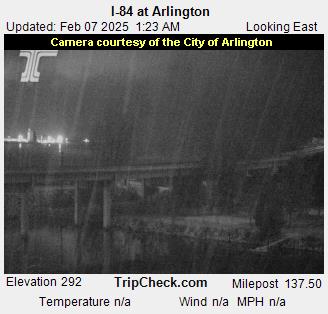 I-84 at Arlington
Updated: Feb 07 2025 1:23 AM Looking East
Camera courtesy of the City of Arlington
Elevation 292 TripCheck.com Milepost 137.50
Temperature n/a Wind n/a MPH n/a